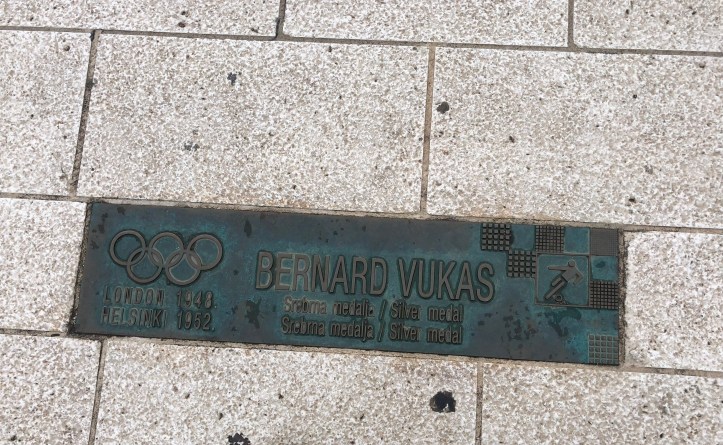 BERNARD VUKAS
LONDON 1948.
HELSINKI 1952.
Srebrna medalja / Silver medal
Srebrna medalja / Silver medal